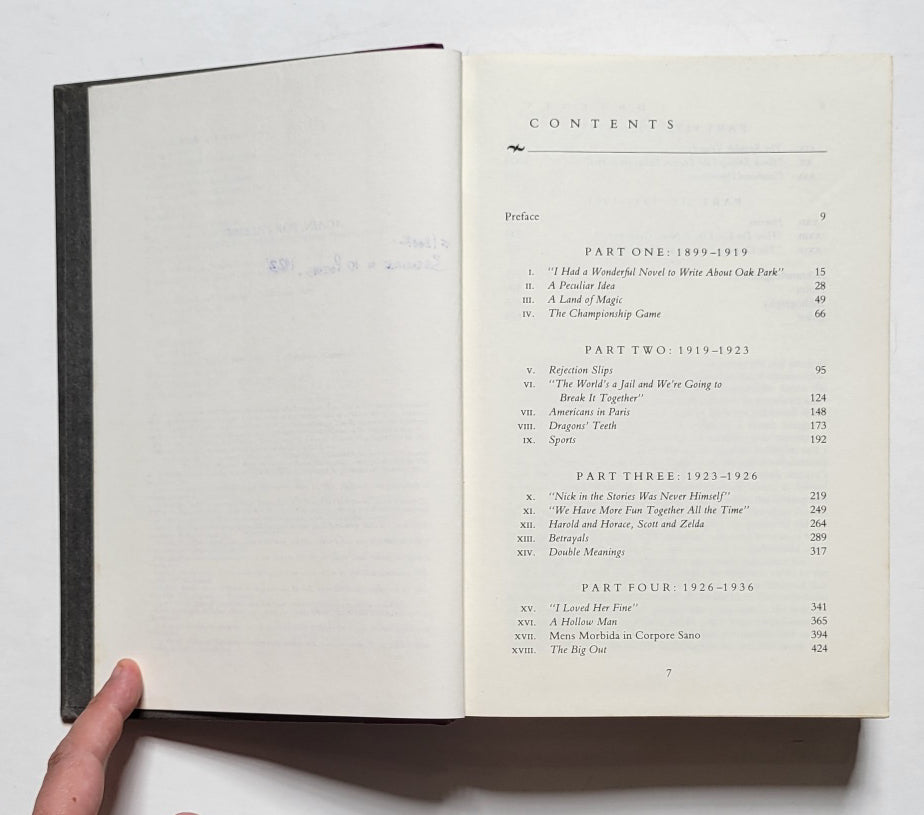 CONTENTS
Preface 9
PART ONE: 1899–1919
I. "I Had a Wonderful Novel to Write About Oak Park" 15
II. A Peculiar Idea 28
III. A Land of Magic 49
IV. The Championship Game 66
PART TWO: 1919–1923
V. Rejection Slips 95
VI. "The World's a Jail and We're Going to
Break It Together" 124
VII. Americans in Paris 148
VIII. Dragons' Teeth 173
IX. Sports 192
PART THREE: 1923–1926
X. "Nick in the Stories Was Never Himself" 219
XI. "We Have More Fun Together All the Time" 249
XII. Harold and Horace, Scott and Zelda 264
XIII. Betrayals 289
XIV. Double Meanings 317
PART FOUR: 1926–1936
XV. "I Loved Her Fine" 341
XVI. A Hollow Man 365
XVII. Mens Morbida in Corpore Sano 394
XVIII. The Big Out 424
7